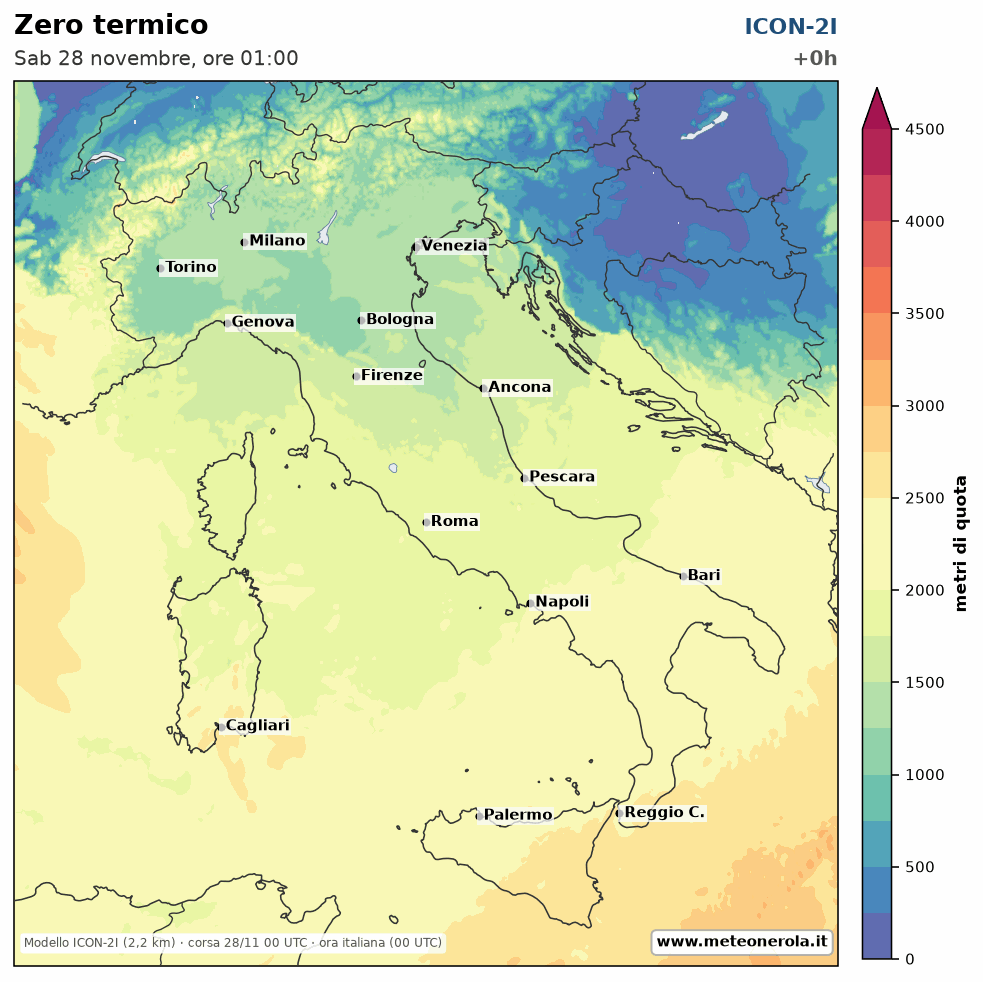 Zero termico
ICON-2I
Sab 28 novembre, ore 01:00
+0h
4500
4000
3500
3000
2500
2000
1500
1000
500
0
metri di quota
Milano
Venezia
Torino
Genova
Bologna
Firenze
Ancona
Pescara
Roma
Bari
Napoli
Cagliari
Palermo
Reggio C.
Modello ICON-2I (2,2 km) · corsa 28/11 00 UTC · ora italiana (00 UTC)
www.meteonerola.it